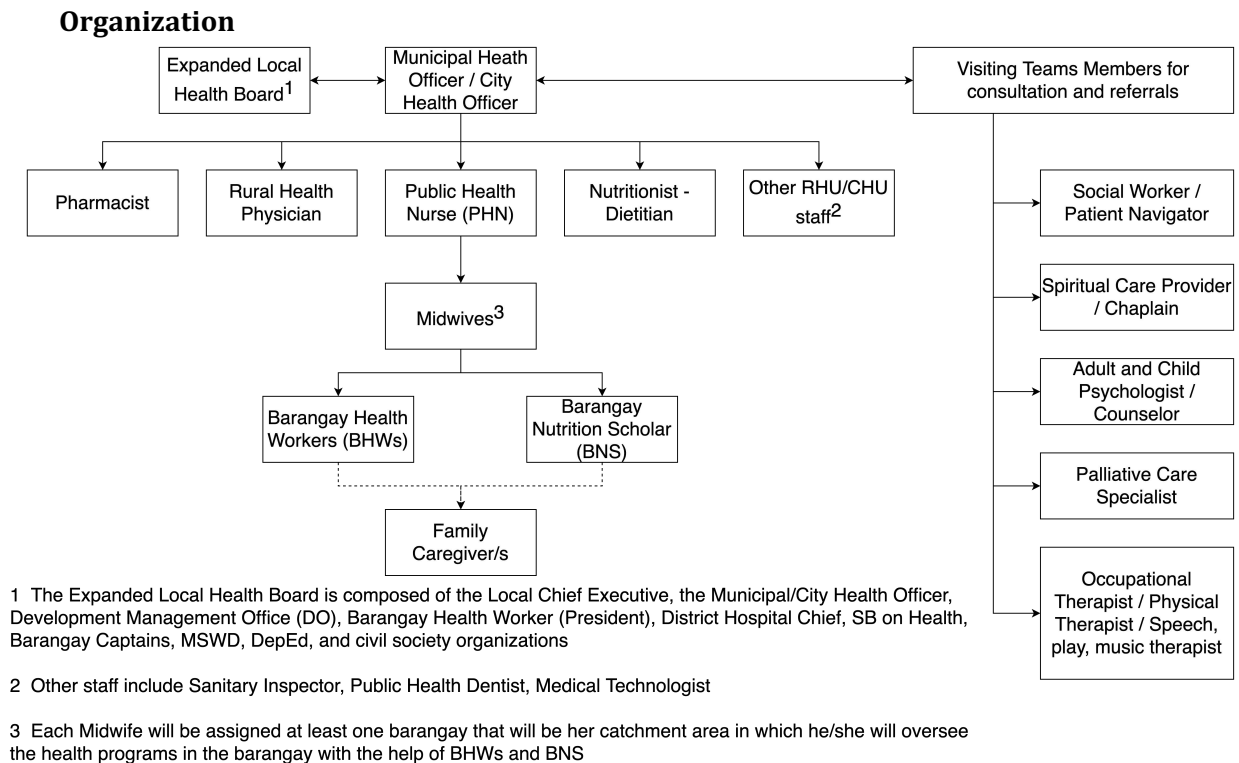 Organization
Expanded Local
Health Board1
Municipal Heath
Officer / City
Health Officer
Visiting Teams Members for
consultation and referrals
Pharmacist
Rural Health
Physician
Public Health
Nurse (PHN)
Nutritionist -
Dietitian
Other RHU/CHU
staff2
Social Worker /
Patient Navigator
Midwives3
Spiritual Care Provider
/ Chaplain
Adult and Child
Psychologist /
Counselor
Barangay Health
Workers (BHWs)
Barangay
Nutrition Scholar
(BNS)
Palliative Care
Specialist
Family
Caregiver/s
Occupational
Therapist / Physical
Therapist / Speech,
play, music therapist
1 The Expanded Local Health Board is composed of the Local Chief Executive, the Municipal/City Health Officer,
Development Management Office (DO), Barangay Health Worker (President), District Hospital Chief, SB on Health,
Barangay Captains, MSWD, DepEd, and civil society organizations
2 Other staff include Sanitary Inspector, Public Health Dentist, Medical Technologist
3 Each Midwife will be assigned at least one barangay that will be her catchment area in which he/she will oversee
the health programs in the barangay with the help of BHWs and BNS